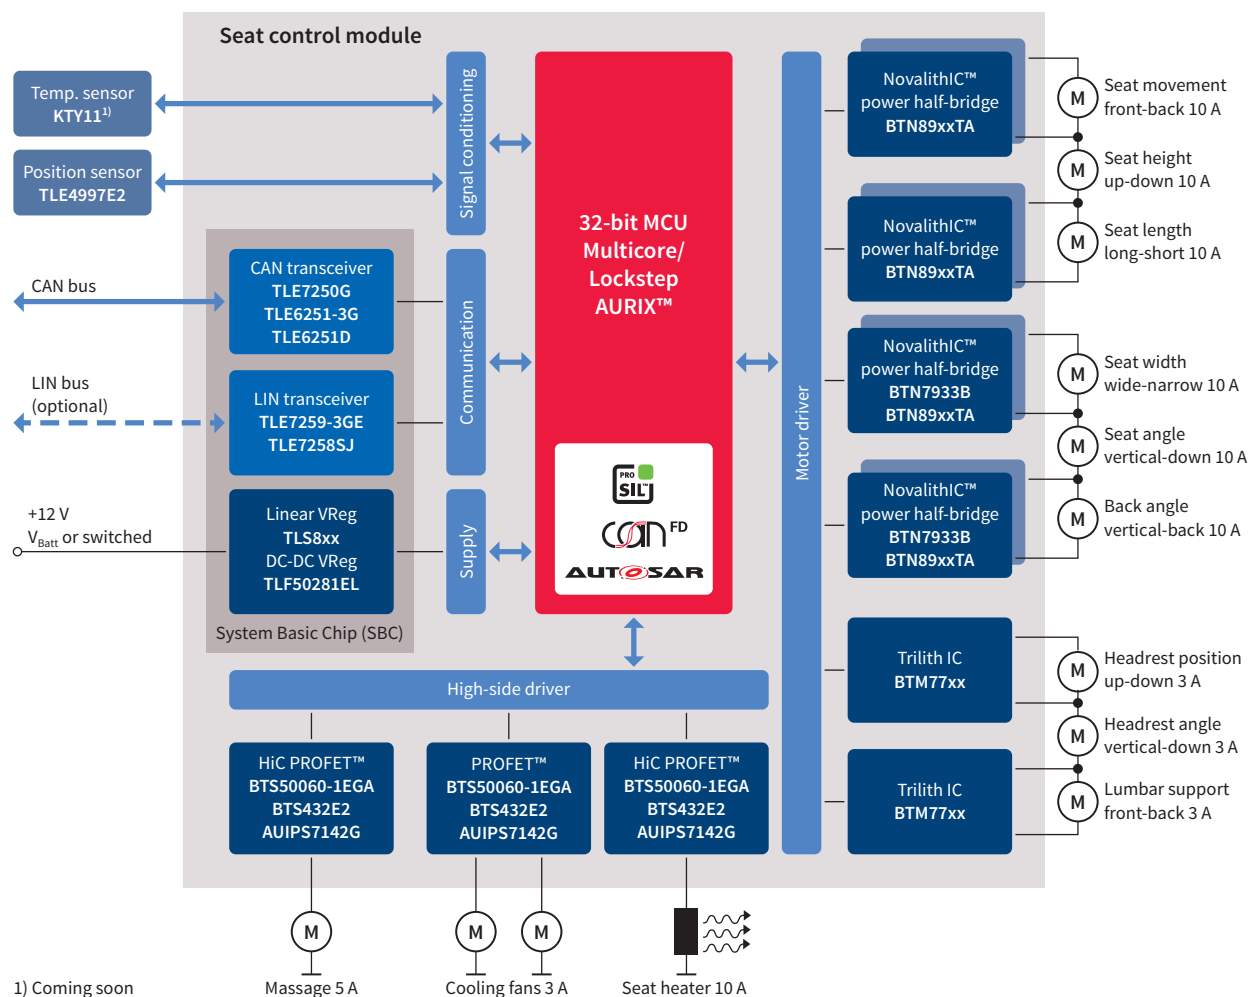 Seat control module
Temp. sensor
KTY11¹⁾
Position sensor
TLE4997E2
Signal conditioning
CAN bus
CAN transceiver
TLE7250G
TLE6251-3G
TLE6251D
LIN bus
(optional)
LIN transceiver
TLE7259-3GE
TLE7258SJ
Communication
+12 V
V_Batt or switched
Linear VReg
TLS8xx
DC-DC VReg
TLF50281EL
Supply
System Basic Chip (SBC)
32-bit MCU
Multicore/
Lockstep
AURIX™
PRO
SIL™
CAN FD
AUTOSAR
Motor driver
NovalithIC™
power half-bridge
BTN89xxTA
NovalithIC™
power half-bridge
BTN89xxTA
NovalithIC™
power half-bridge
BTN7933B
BTN89xxTA
NovalithIC™
power half-bridge
BTN7933B
BTN89xxTA
Trilith IC
BTM77xx
Trilith IC
BTM77xx
M
Seat movement
front-back 10 A
M
Seat height
up-down 10 A
M
Seat length
long-short 10 A
M
Seat width
wide-narrow 10 A
M
Seat angle
vertical-down 10 A
M
Back angle
vertical-back 10 A
M
Headrest position
up-down 3 A
M
Headrest angle
vertical-down 3 A
M
Lumbar support
front-back 3 A
High-side driver
HiC PROFET™
BTS50060-1EGA
BTS432E2
AUIPS7142G
PROFET™
BTS50060-1EGA
BTS432E2
AUIPS7142G
HiC PROFET™
BTS50060-1EGA
BTS432E2
AUIPS7142G
M
M
M
Massage 5 A
Cooling fans 3 A
Seat heater 10 A
1) Coming soon